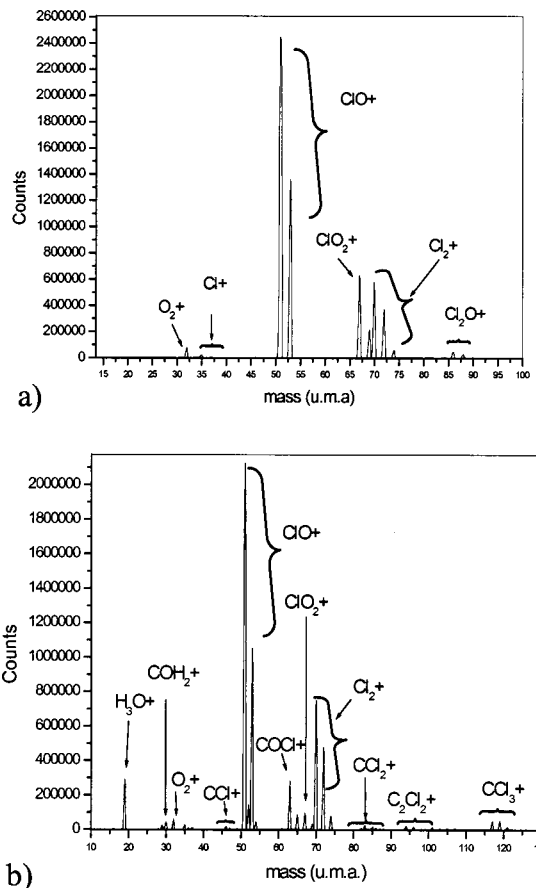 2600000
2400000
2200000
2000000
1800000
1600000
1400000
1200000
1000000
800000
600000
400000
200000
0
Counts
ClO+
ClO₂+
Cl₂+
Cl+
O₂+
Cl₂O+
15 20 25 30 35 40 45 50 55 60 65 70 75 80 85 90 95 100
mass (u.m.a)
a)
2000000
1800000
1600000
1400000
1200000
1000000
800000
600000
400000
200000
0
Counts
ClO+
ClO₂+
COH₂+
H₃O+
Cl₂+
O₂+
CCl+
COCl+
CCl₂+
C₂Cl₂+
CCl₃+
10 20 30 40 50 60 70 80 90 100 110 120
mass (u.m.a.)
b)